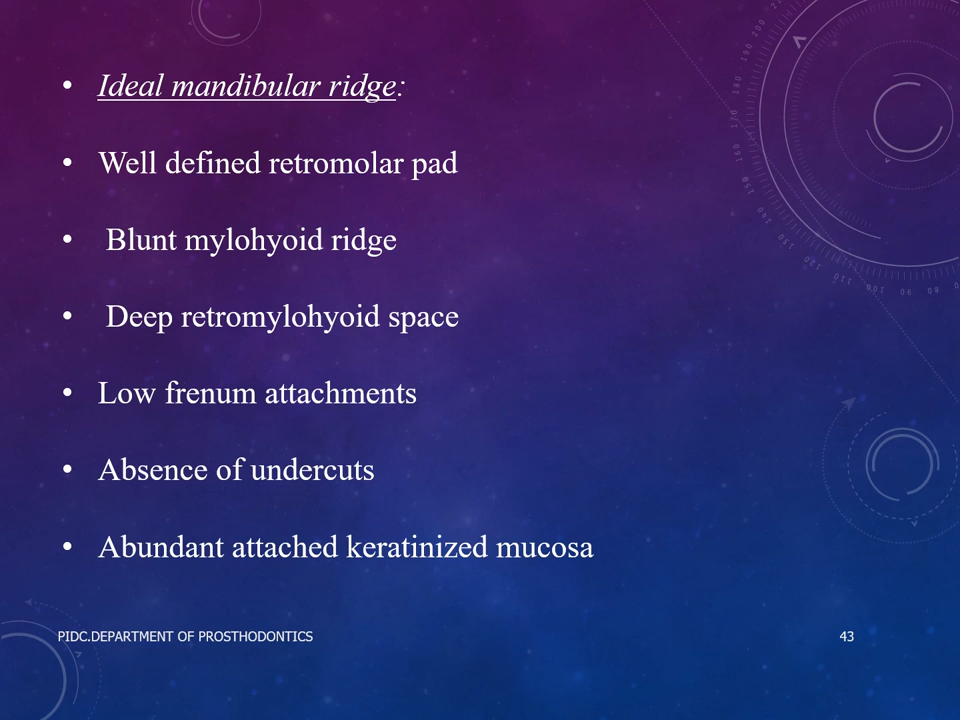 • Ideal mandibular ridge:
• Well defined retromolar pad
• Blunt mylohyoid ridge
• Deep retromylohyoid space
• Low frenum attachments
• Absence of undercuts
• Abundant attached keratinized mucosa
PIDC.DEPARTMENT OF PROSTHODONTICS
43